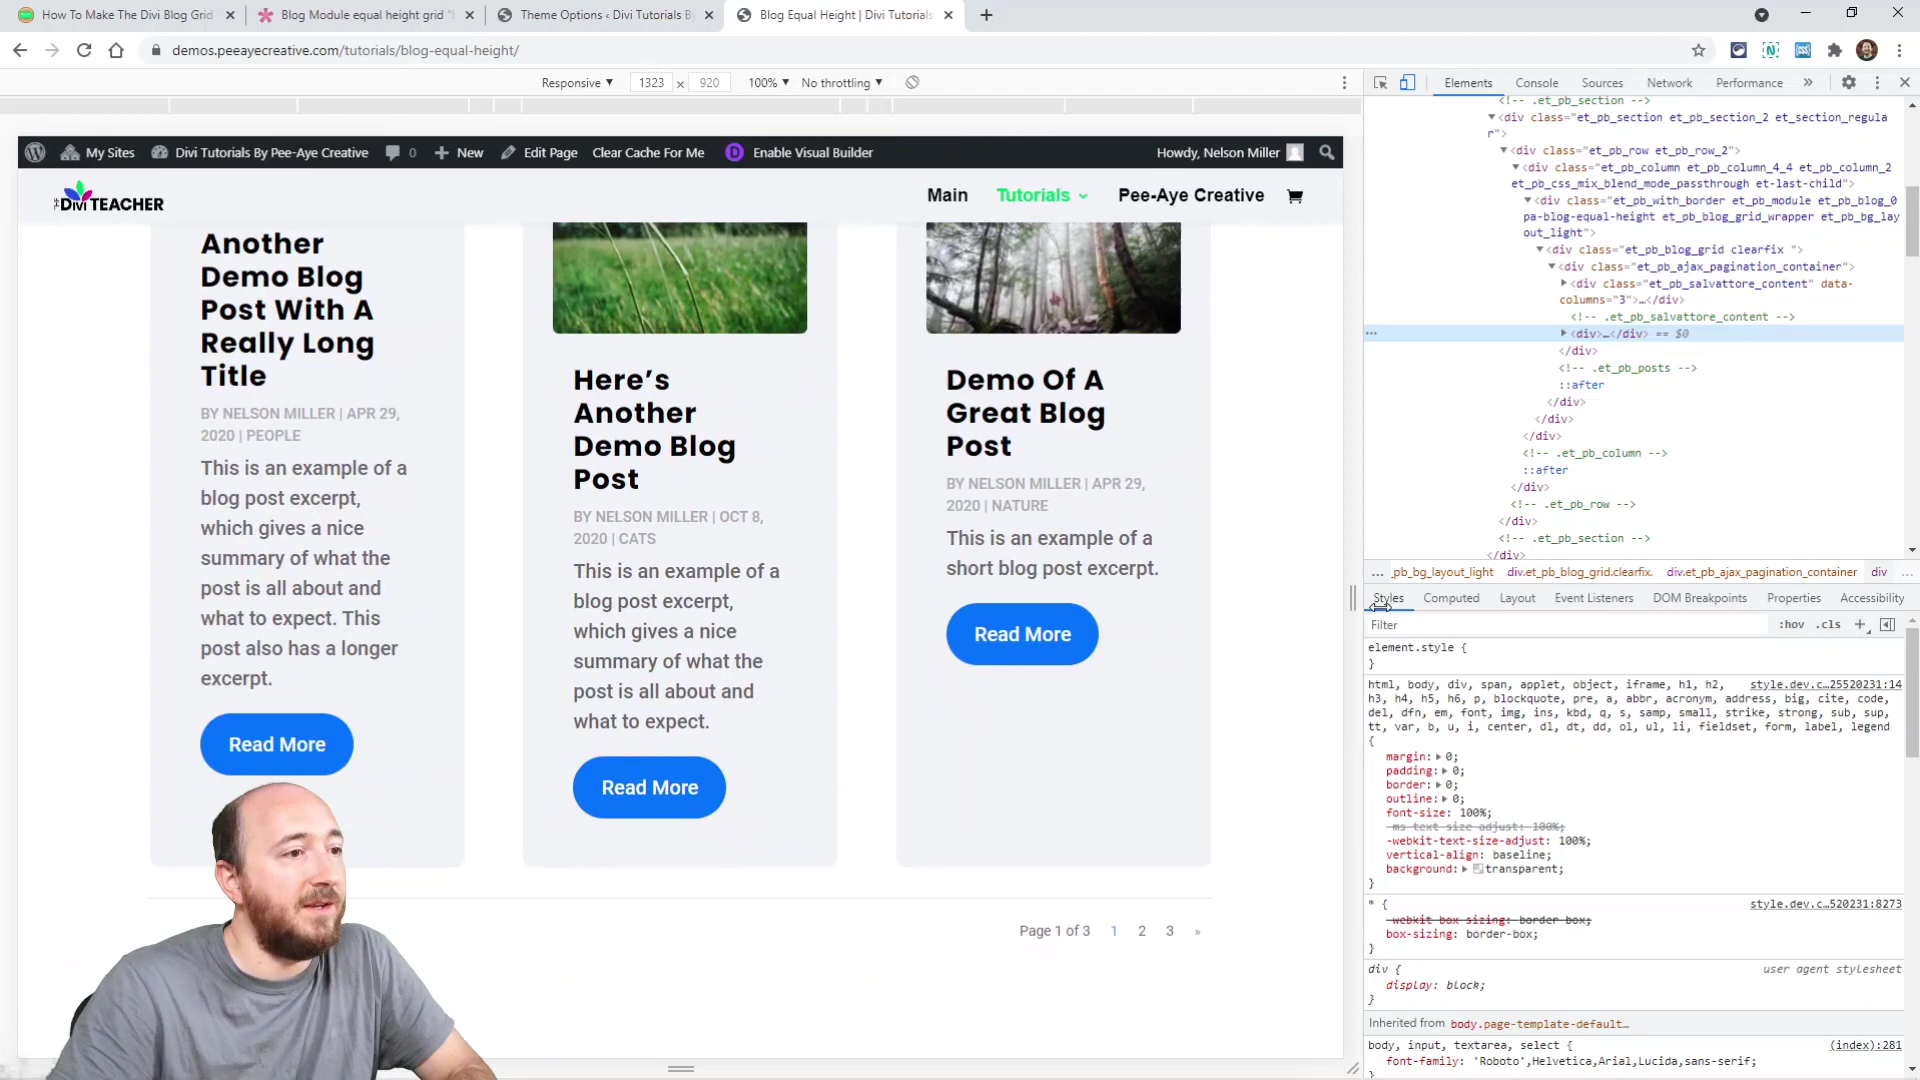 How To Make The Divi Blog Grid
Blog Module equal height grid "b
Theme Options ‹ Divi Tutorials By
Blog Equal Height | Divi Tutorials
demos.peeayecreative.com/tutorials/blog-equal-height/
Responsive ▼ 1323 x 920 100% ▼ No throttling ▼
My Sites Divi Tutorials By Pee-Aye Creative 0 + New Edit Page Clear Cache For Me D Enable Visual Builder Howdy, Nelson Miller
THE DIVI TEACHER
Main Tutorials Pee-Aye Creative
Another
Demo Blog
Post With A
Really Long
Title
BY NELSON MILLER | APR 29,
2020 | PEOPLE
This is an example of a
blog post excerpt,
which gives a nice
summary of what the
post is all about and
what to expect. This
post also has a longer
excerpt.
Read More
Here’s
Another
Demo Blog
Post
BY NELSON MILLER | OCT 8,
2020 | CATS
This is an example of a
blog post excerpt,
which gives a nice
summary of what the
post is all about and
what to expect.
Read More
Demo Of A
Great Blog
Post
BY NELSON MILLER | APR 29,
2020 | NATURE
This is an example of a
short blog post excerpt.
Read More
Page 1 of 3 1 2 3 »
Elements Console Sources Network Performance »
<!-- .et_pb_section -->
▼<div class="et_pb_section et_pb_section_2 et_section_regula
r">
▼<div class="et_pb_row et_pb_row_2">
▼<div class="et_pb_column et_pb_column_4_4 et_pb_column_2
et_pb_css_mix_blend_mode_passthrough et-last-child">
▼<div class="et_pb_with_border et_pb_module et_pb_blog_0
pa-blog-equal-height et_pb_blog_grid_wrapper et_pb_bg_lay
out_light">
▼<div class="et_pb_blog_grid clearfix ">
▼<div class="et_pb_ajax_pagination_container">
▶<div class="et_pb_salvattore_content" data-
columns="3">…</div>
<!-- .et_pb_salvattore_content -->
… ▶<div>…</div> == $0
</div>
<!-- .et_pb_posts -->
::after
</div>
</div>
</div>
<!-- .et_pb_column -->
::after
</div>
<!-- .et_pb_row -->
</div>
<!-- .et_pb_section -->
</div>
… _pb_bg_layout_light div.et_pb_blog_grid.clearfix. div.et_pb_ajax_pagination_container div …
Styles Computed Layout Event Listeners DOM Breakpoints Properties Accessibility
Filter :hov .cls +
element.style {
}
html, body, div, span, applet, object, iframe, h1, h2, style.dev.c…25520231:14
h3, h4, h5, h6, p, blockquote, pre, a, abbr, acronym, address, big, cite, code,
del, dfn, em, font, img, ins, kbd, q, s, samp, small, strike, strong, sub, sup,
tt, var, b, u, i, center, dl, dt, dd, ol, ul, li, fieldset, form, label, legend
{
margin:▶ 0;
padding:▶ 0;
border:▶ 0;
outline:▶ 0;
font-size: 100%;
-ms-text-size-adjust: 100%;
-webkit-text-size-adjust: 100%;
vertical-align: baseline;
background:▶ transparent;
}
* { style.dev.c…520231:8273
-webkit-box-sizing: border-box;
box-sizing: border-box;
}
div { user agent stylesheet
display: block;
}
Inherited from body.page-template-default…
body, input, textarea, select { (index):281
font-family: 'Roboto',Helvetica,Arial,Lucida,sans-serif;